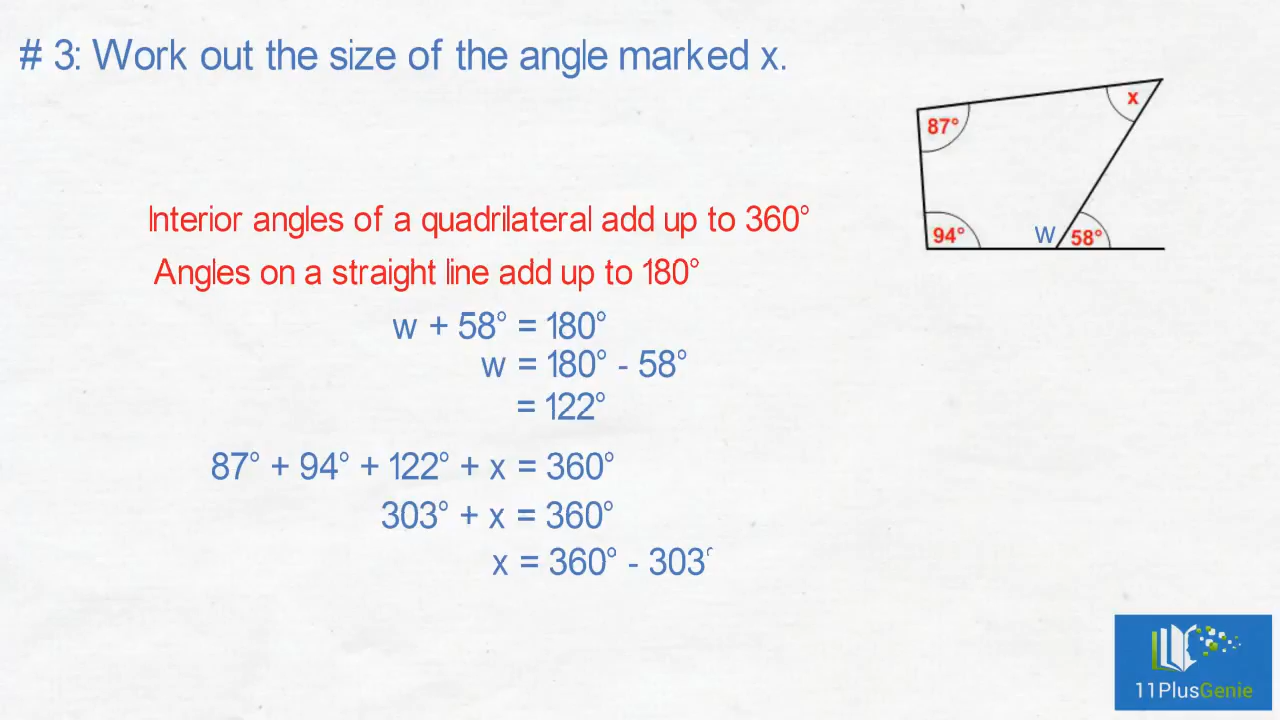 # 3: Work out the size of the angle marked x.
x
87°
Interior angles of a quadrilateral add up to 360°
94°
w
58°
Angles on a straight line add up to 180°
w + 58° = 180°
w = 180° - 58°
= 122°
87° + 94° + 122° + x = 360°
303° + x = 360°
x = 360° - 303°
11PlusGenie